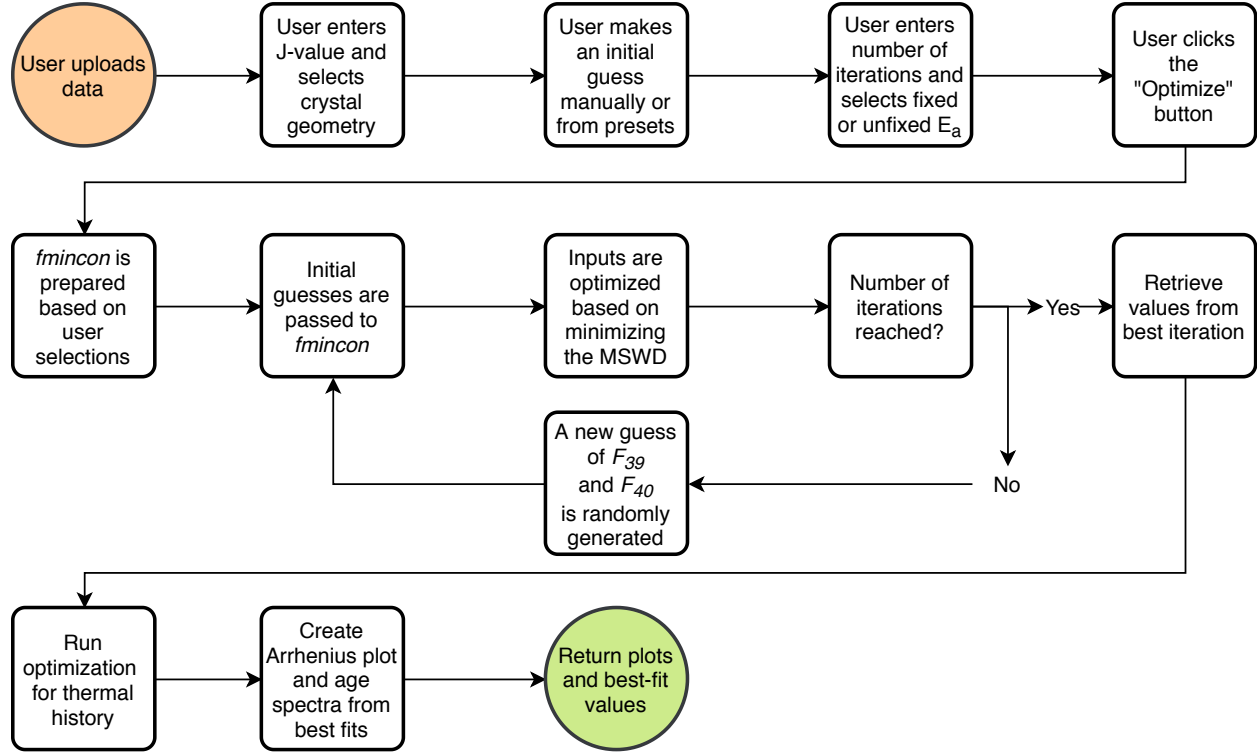 User uploads
data
User enters
J-value and
selects
crystal
geometry
User makes
an initial
guess
manually or
from presets
User enters
number of
iterations and
selects fixed
or unfixed Eₐ
User clicks
the
"Optimize"
button
fmincon is
prepared
based on
user
selections
Initial
guesses are
passed to
fmincon
Inputs are
optimized
based on
minimizing
the MSWD
Number of
iterations
reached?
Yes
Retrieve
values from
best iteration
No
A new guess
of F₃₉
and F₄₀
is randomly
generated
Run
optimization
for thermal
history
Create
Arrhenius plot
and age
spectra from
best fits
Return plots
and best-fit
values